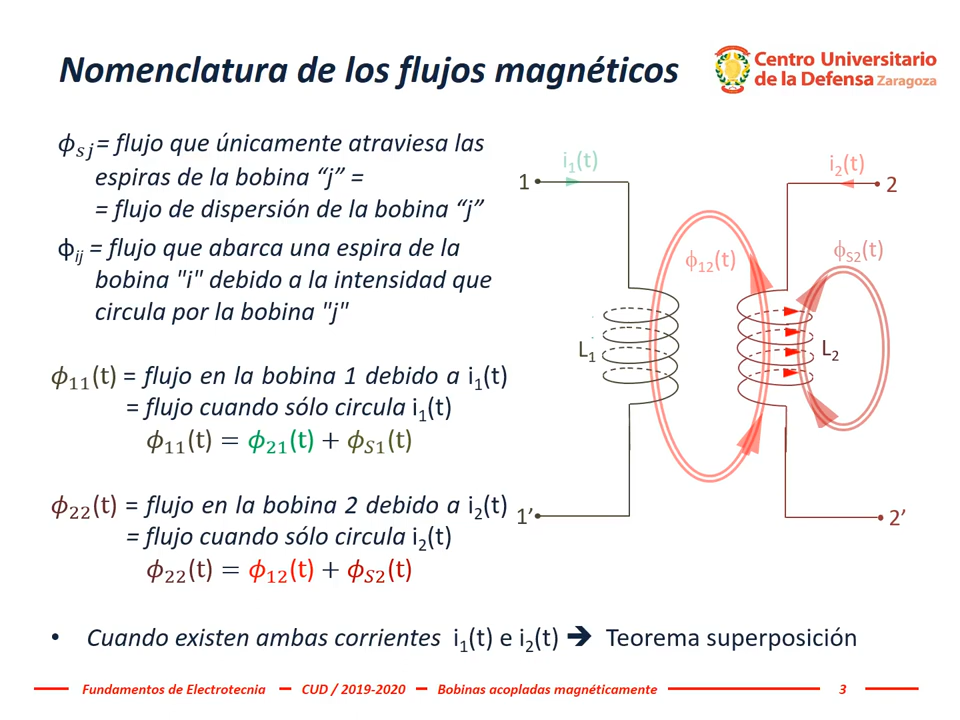 Nomenclatura de los flujos magnéticos
Centro Universitario
de la Defensa Zaragoza
ϕsj = flujo que únicamente atraviesa las
espiras de la bobina “j” =
= flujo de dispersión de la bobina “j”
ϕij = flujo que abarca una espira de la
bobina "i" debido a la intensidad que
circula por la bobina "j"
ϕ11(t) = flujo en la bobina 1 debido a i1(t)
= flujo cuando sólo circula i1(t)
ϕ11(t) = ϕ21(t) + ϕS1(t)
ϕ22(t) = flujo en la bobina 2 debido a i2(t)
= flujo cuando sólo circula i2(t)
ϕ22(t) = ϕ12(t) + ϕS2(t)
i1(t)
i2(t)
1
2
ϕ12(t)
ϕS2(t)
L1
L2
1’
2’
• Cuando existen ambas corrientes i1(t) e i2(t) ➔ Teorema superposición
Fundamentos de Electrotecnia — CUD / 2019-2020 — Bobinas acopladas magnéticamente 3